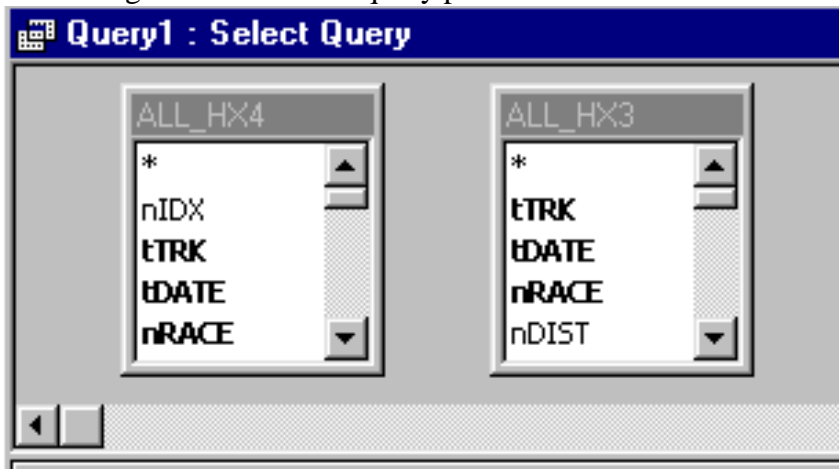 Query1 : Select Query
ALL_HX4
*
nIDX
tTRK
tDATE
nRACE
ALL_HX3
*
tTRK
tDATE
nRACE
nDIST